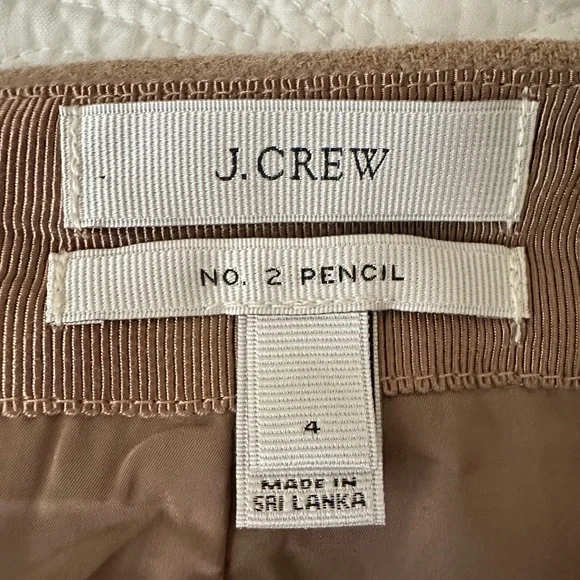 J.CREW
NO. 2 PENCIL
4
MADE IN
SRI LANKA